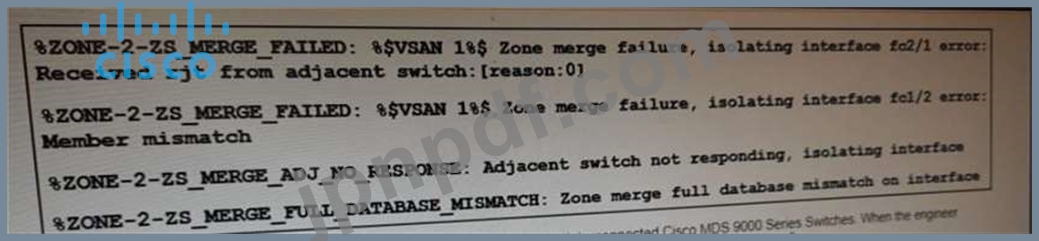 %ZONE-2-ZS_MERGE_FAILED: %$VSAN 1%$ Zone merge failure, isolating interface fc2/1 error:
Received rjt from adjacent switch:[reason:0]
%ZONE-2-ZS_MERGE_FAILED: %$VSAN 1%$ Zone merge failure, isolating interface fc1/2 error:
Member mismatch
%ZONE-2-ZS_MERGE_ADJ_NO_RESPONSE: Adjacent switch not responding, isolating interface
%ZONE-2-ZS_MERGE_FULL_DATABASE_MISMATCH: Zone merge full database mismatch on interface
connected Cisco MDS 9000 Series Switches. When the engineer
CISCO
jpnpdf.com